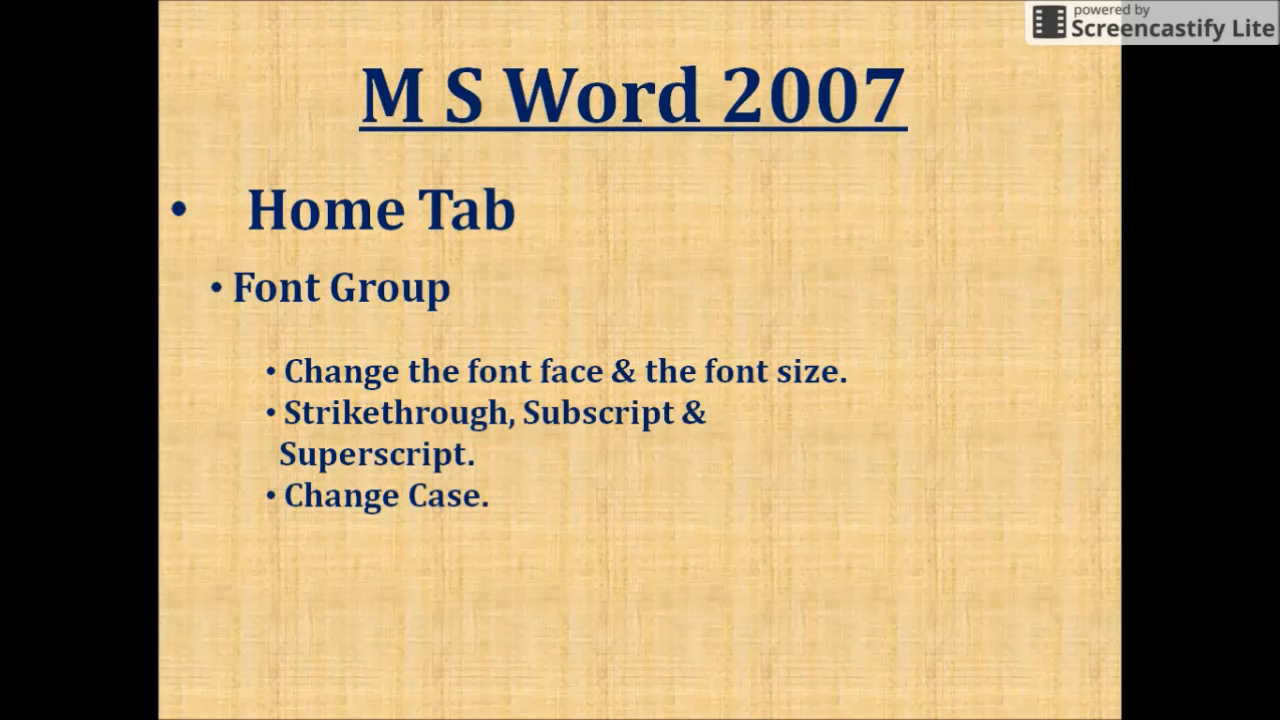 powered by
Screencastify Lite
M S Word 2007
• Home Tab
• Font Group
• Change the font face & the font size.
• Strikethrough, Subscript &
Superscript.
• Change Case.